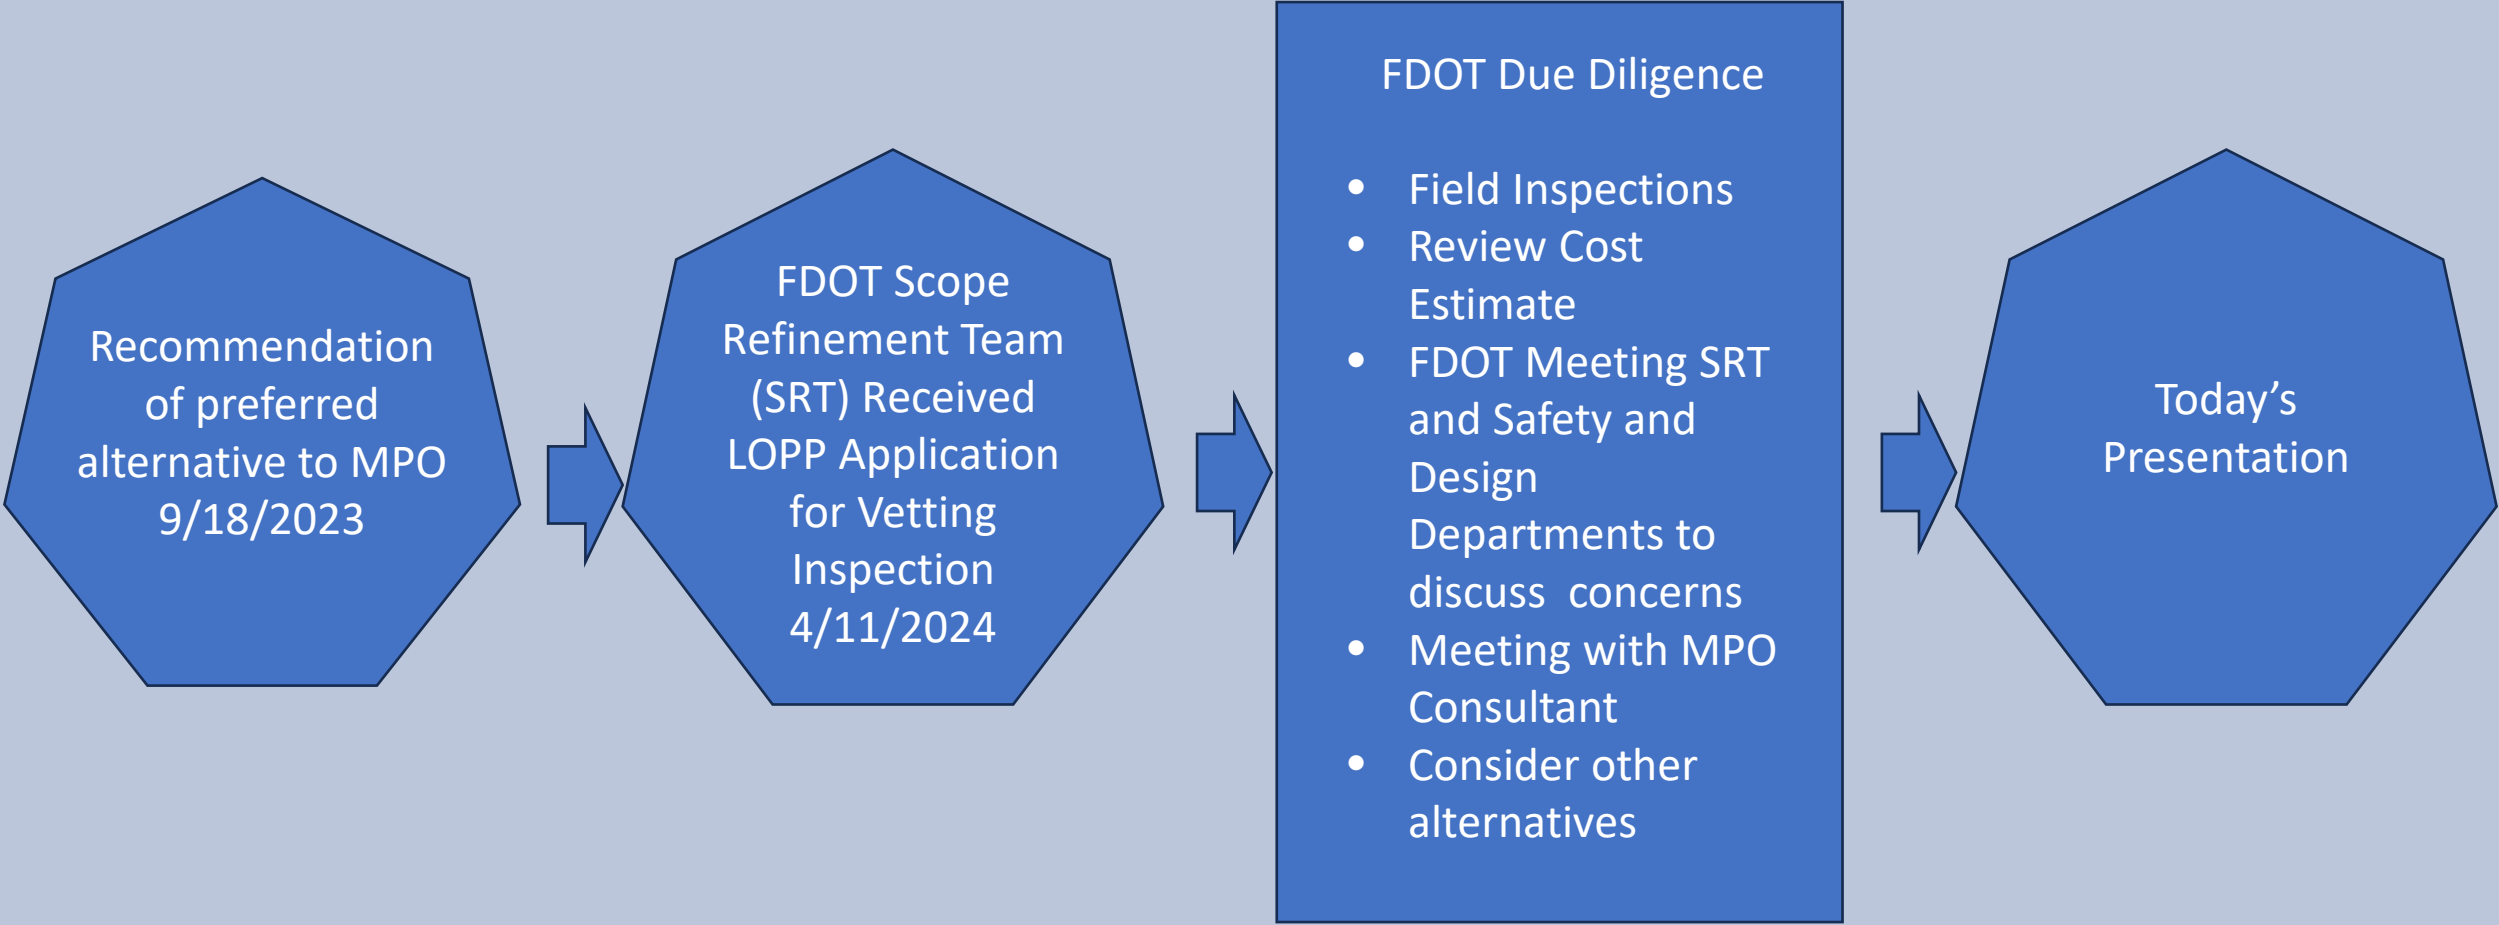 Recommendation
of preferred
alternative to MPO
9/18/2023
FDOT Scope
Refinement Team
(SRT) Received
LOPP Application
for Vetting
Inspection
4/11/2024
FDOT Due Diligence
• Field Inspections
• Review Cost
Estimate
• FDOT Meeting SRT
and Safety and
Design
Departments to
discuss  concerns
• Meeting with MPO
Consultant
• Consider other
alternatives
Today’s
Presentation